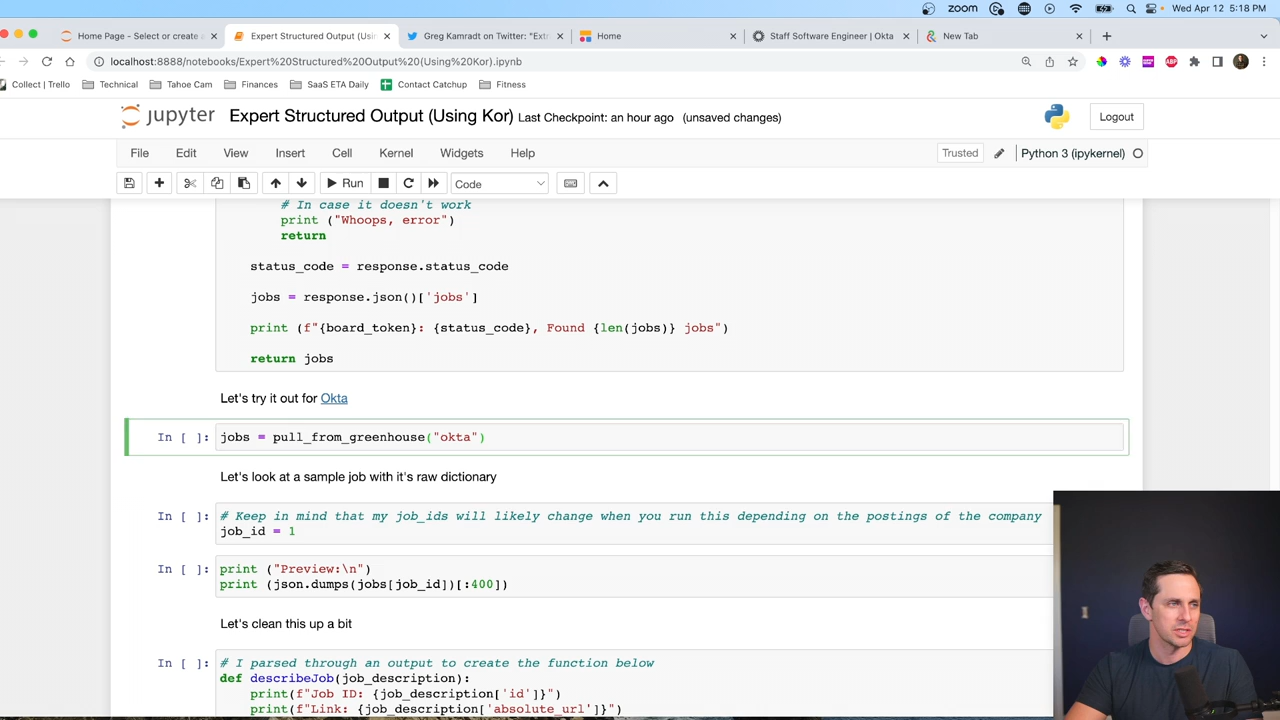 zoom Wed Apr 12 5:18 PM
Home Page - Select or create a
Expert Structured Output (Usin
Greg Kamradt on Twitter: "Extr
Home
Staff Software Engineer | Okta
New Tab
localhost:8888/notebooks/Expert%20Structured%20Output%20(Using%20Kor).ipynb
Collect | Trello Technical Tahoe Cam Finances SaaS ETA Daily Contact Catchup Fitness
jupyter Expert Structured Output (Using Kor) Last Checkpoint: an hour ago (unsaved changes) Logout
File Edit View Insert Cell Kernel Widgets Help Trusted Python 3 (ipykernel)
Run Code
# In case it doesn't work
print ("Whoops, error")
return
status_code = response.status_code
jobs = response.json()['jobs']
print (f"{board_token}: {status_code}, Found {len(jobs)} jobs")
return jobs
Let's try it out for Okta
In [ ]: jobs = pull_from_greenhouse("okta")
Let's look at a sample job with it's raw dictionary
In [ ]: # Keep in mind that my job_ids will likely change when you run this depending on the postings of the company
job_id = 1
In [ ]: print ("Preview:\n")
print (json.dumps(jobs[job_id])[:400])
Let's clean this up a bit
In [ ]: # I parsed through an output to create the function below
def describeJob(job_description):
print(f"Job ID: {job_description['id']}")
print(f"Link: {job_description['absolute_url']}")